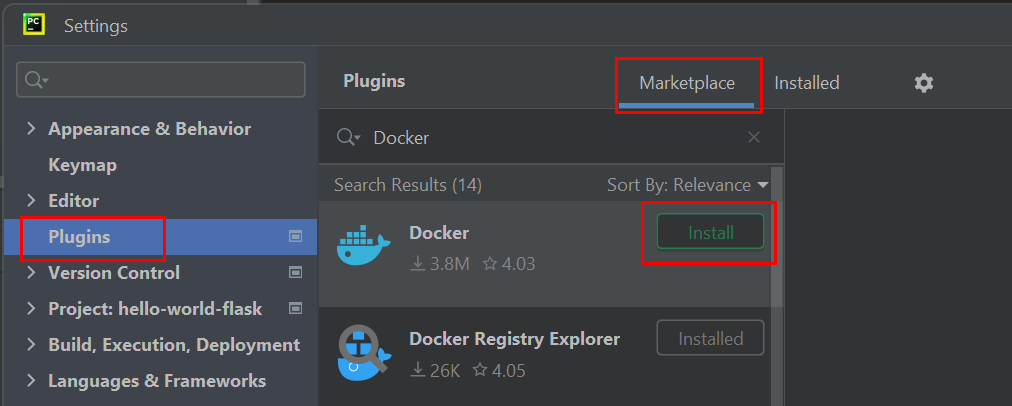 PC
Settings
Plugins
Marketplace
Installed
Appearance & Behavior
Keymap
Editor
Plugins
Version Control
Project: hello-world-flask
Build, Execution, Deployment
Languages & Frameworks
Docker
Search Results (14)
Sort By: Relevance
Docker
Install
3.8M
4.03
Docker Registry Explorer
Installed
26K
4.05